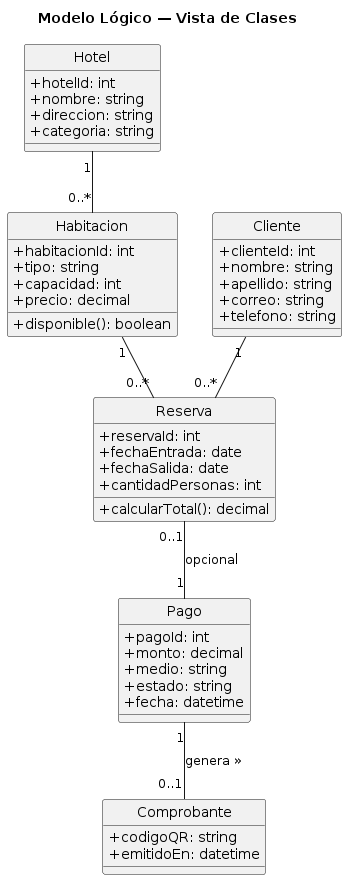 Modelo Lógico — Vista de Clases
Hotel
+hotelId: int
+nombre: string
+direccion: string
+categoria: string
1
0..*
Habitacion
+habitacionId: int
+tipo: string
+capacidad: int
+precio: decimal
+disponible(): boolean
Cliente
+clienteId: int
+nombre: string
+apellido: string
+correo: string
+telefono: string
1
1
0..*
0..*
Reserva
+reservaId: int
+fechaEntrada: date
+fechaSalida: date
+cantidadPersonas: int
+calcularTotal(): decimal
0..1
opcional
1
Pago
+pagoId: int
+monto: decimal
+medio: string
+estado: string
+fecha: datetime
1
genera »
0..1
Comprobante
+codigoQR: string
+emitidoEn: datetime